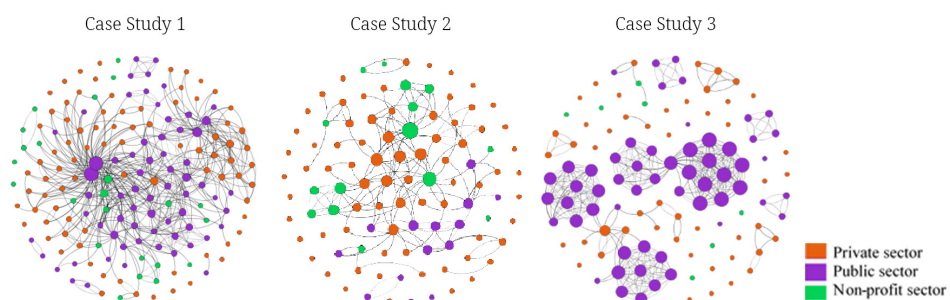 Case Study 1
Case Study 2
Case Study 3
Private sector
Public sector
Non-profit sector